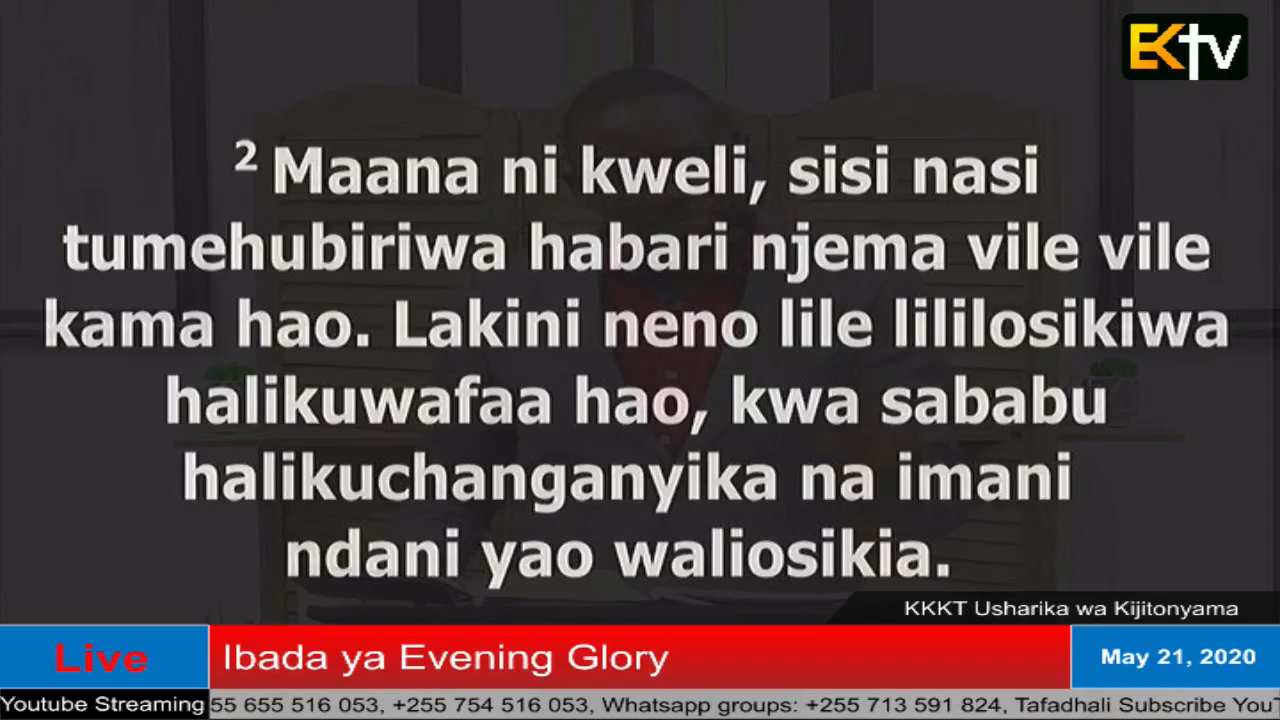 EKtv
2 Maana ni kweli, sisi nasi
tumehubiriwa habari njema vile vile
kama hao. Lakini neno lile lililosikiwa
halikuwafaa hao, kwa sababu
halikuchanganyika na imani
ndani yao waliosikia.
KKKT Usharika wa Kijitonyama
Live Ibada ya Evening Glory May 21, 2020
Youtube Streaming 55 655 516 053, +255 754 516 053, Whatsapp groups: +255 713 591 824, Tafadhali Subscribe You